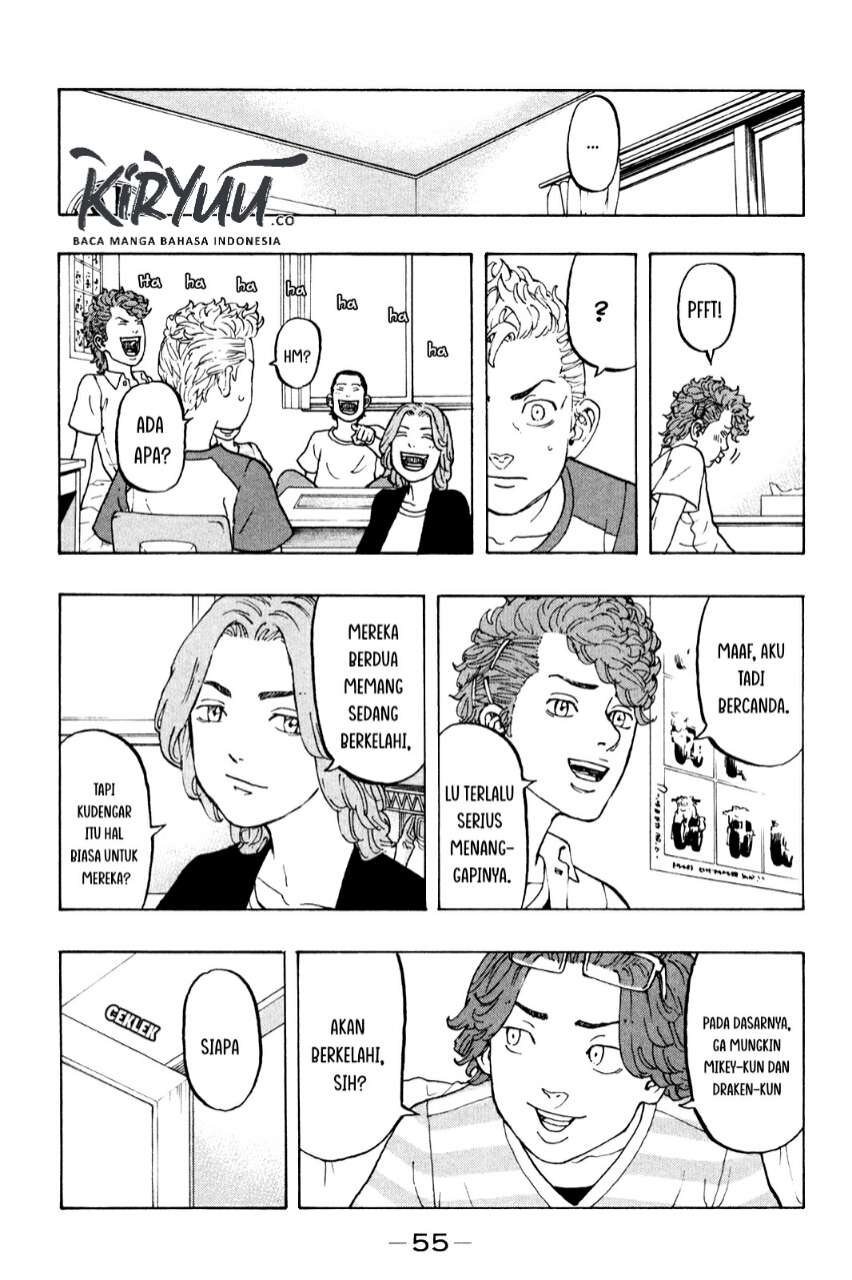 KIRYUU
.CO
BACA MANGA BAHASA INDONESIA
...
PFFT!
?
Ha
ha
ha
ha
ha
ha
ha
HM?
ADA
APA?
MAAF, AKU
TADI
BERCANDA.
LU TERLALU
SERIUS
MENANG-
GAPINYA.
MEREKA
BERDUA
MEMANG
SEDANG
BERKELAHI,
TAPI
KUDENGAR
ITU HAL
BIASA UNTUK
MEREKA?
PADA DASARNYA,
GA MUNGKIN
MIKEY-KUN DAN
DRAKEN-KUN
AKAN
BERKELAHI,
SIH?
SIAPA
CEKLEK
— 55 —